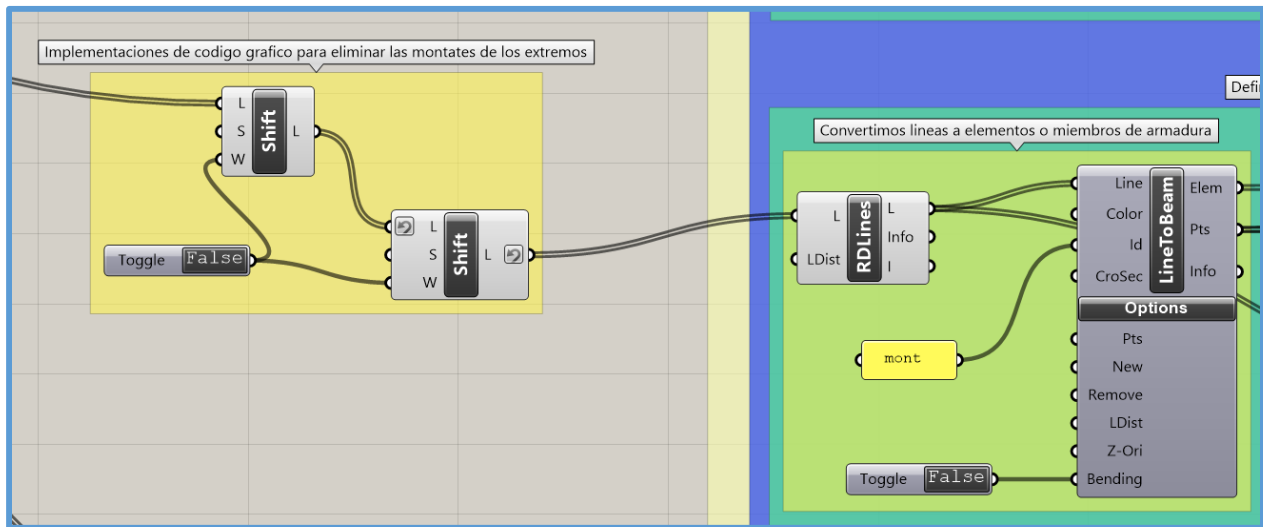 Implementaciones de codigo grafico para eliminar las montates de los extremos
L
S
W
Shift
L
Toggle
False
L
S
W
Shift
L
Defi
Convertimos lineas a elementos o miembros de armadura
L
LDist
RDLines
L
Info
I
mont
Line
Color
Id
CroSec
LineToBeam
Elem
Pts
Info
Options
Pts
New
Remove
LDist
Z-Ori
Bending
Toggle
False